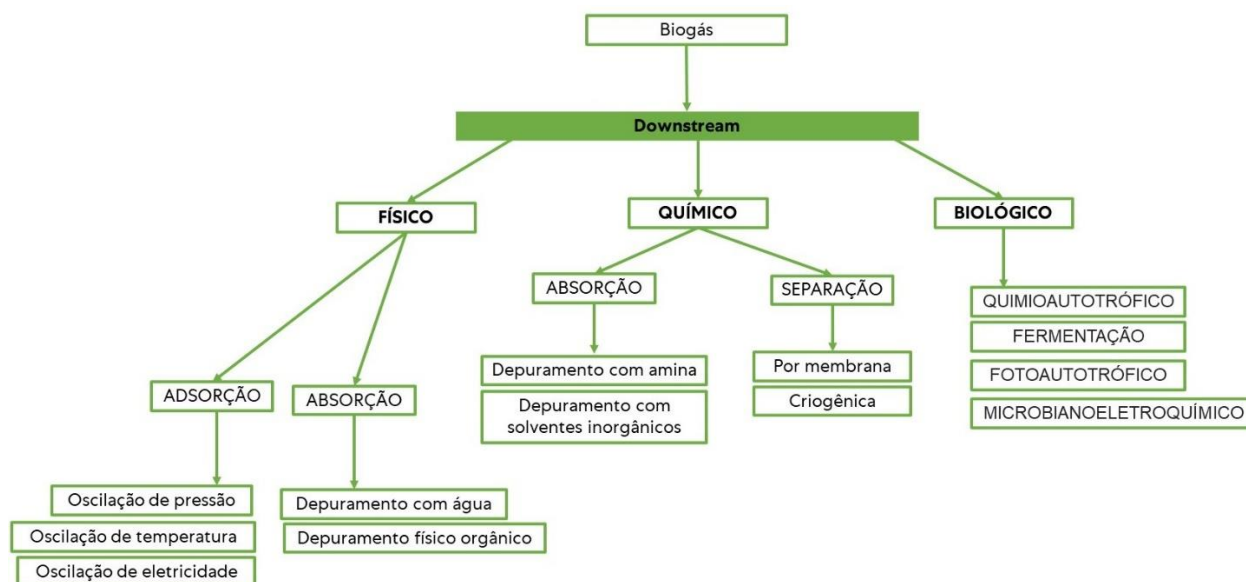 Biogás
Downstream
FÍSICO
QUÍMICO
BIOLÓGICO
ADSORÇÃO
Oscilação de pressão
Oscilação de temperatura
Oscilação de eletricidade
ABSORÇÃO
Depuramento com água
Depuramento físico orgânico
ABSORÇÃO
Depuramento com amina
Depuramento com
solventes inorgânicos
SEPARAÇÃO
Por membrana
Criogênica
QUIMIOAUTOTRÓFICO
FERMENTAÇÃO
FOTOAUTOTRÓFICO
MICROBIANOELETROQUÍMICO